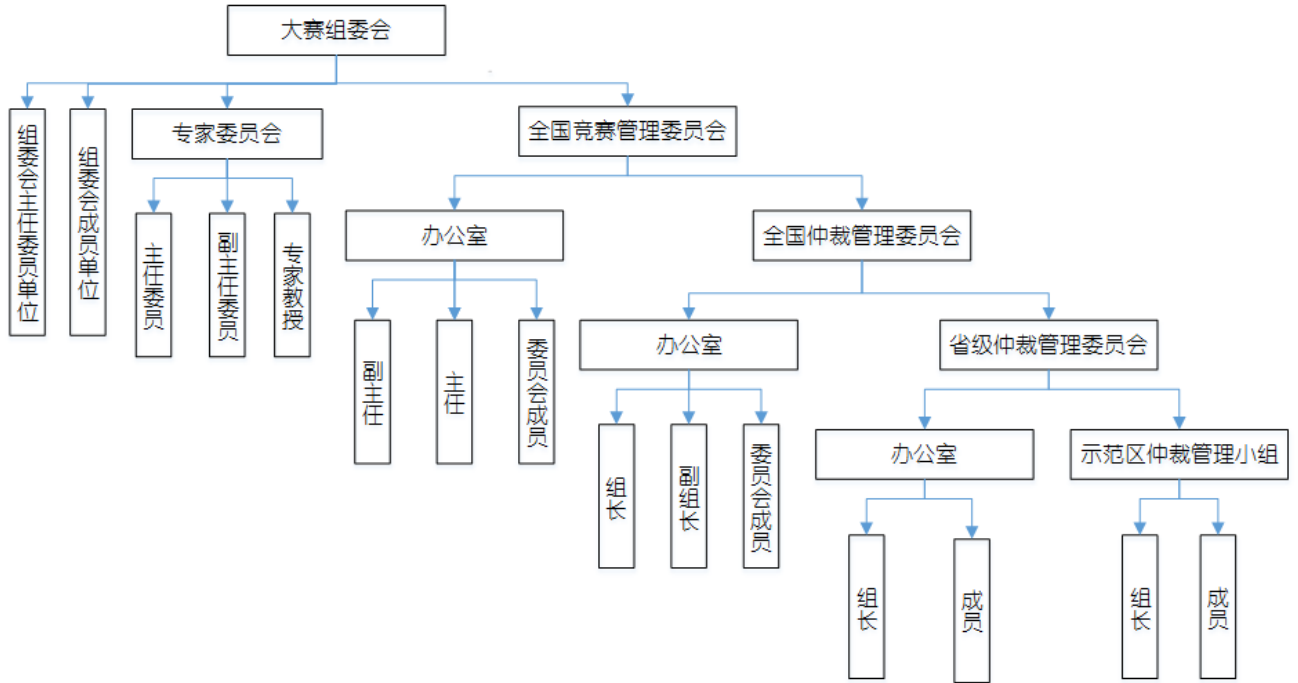 大赛组委会
组委会主任委员单位
组委会成员单位
专家委员会
全国竞赛管理委员会
主任委员
副主任委员
专家教授
办公室
全国仲裁管理委员会
副主任
主任
委员会成员
办公室
省级仲裁管理委员会
组长
副组长
委员会成员
办公室
示范区仲裁管理小组
组长
成员
组长
成员